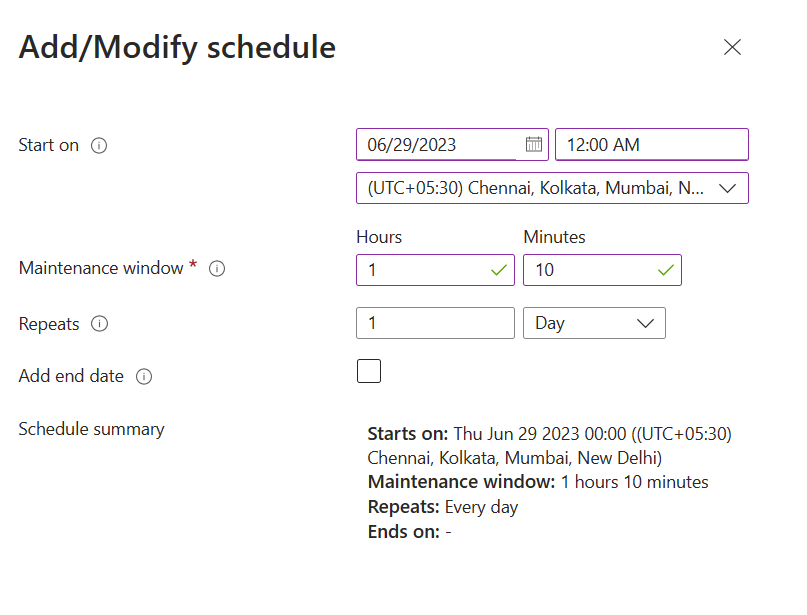 Add/Modify schedule
Start on
06/29/2023
12:00 AM
(UTC+05:30) Chennai, Kolkata, Mumbai, N...
Hours
Minutes
Maintenance window *
1
10
Repeats
1
Day
Add end date
Schedule summary
Starts on: Thu Jun 29 2023 00:00 ((UTC+05:30)
Chennai, Kolkata, Mumbai, New Delhi)
Maintenance window: 1 hours 10 minutes
Repeats: Every day
Ends on: -